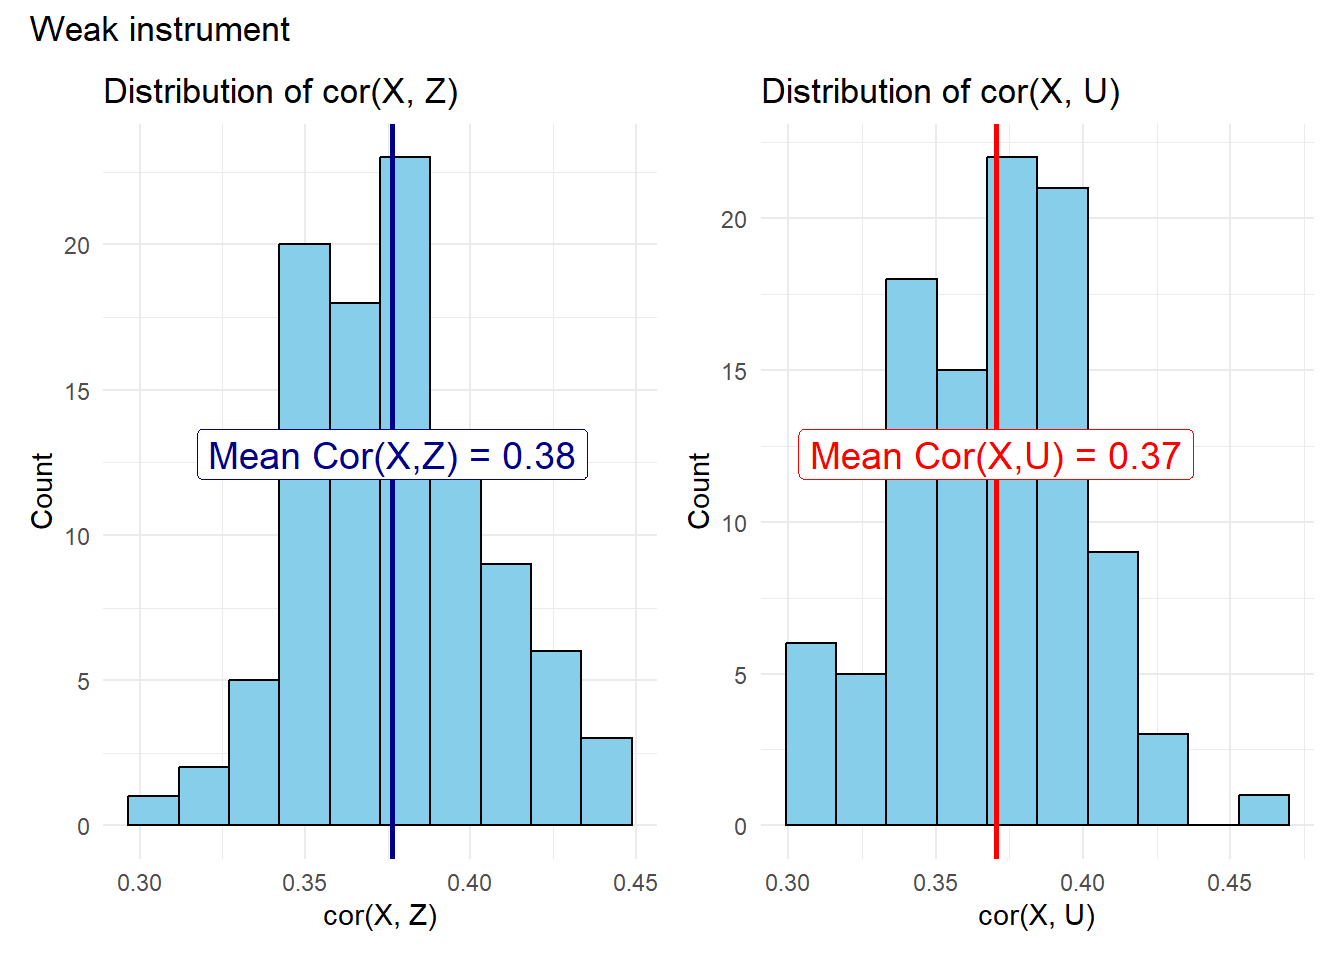 Weak instrument
Distribution of cor(X, Z)
20
15
10
5
0
Count
Mean Cor(X,Z) = 0.38
0.30 0.35 0.40 0.45
cor(X, Z)
Distribution of cor(X, U)
20
15
10
5
0
Count
Mean Cor(X,U) = 0.37
0.30 0.35 0.40 0.45
cor(X, U)